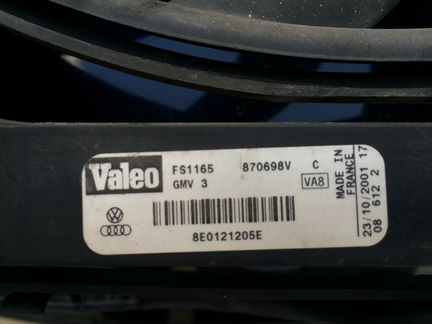 Valeo
FS1165 870698V C
GMV 3 VA8
8E0121205E
MADE IN
FRANCE
23/10/2001 17
08 612 2